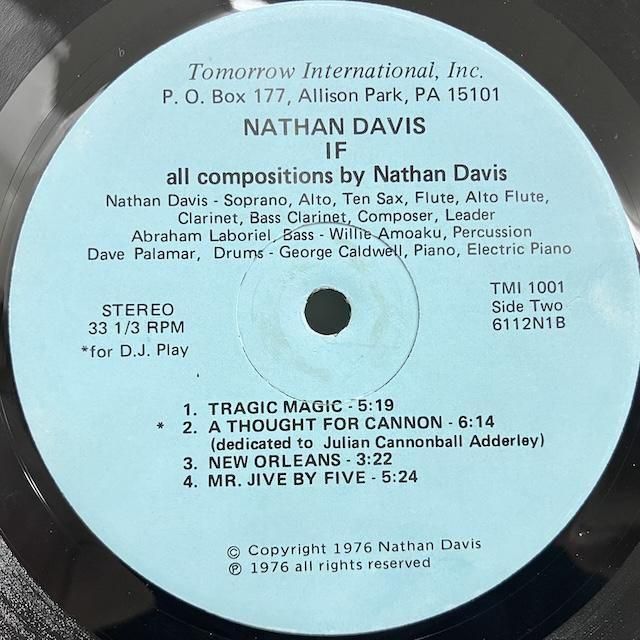 Tomorrow International, Inc.
P. O. Box 177, Allison Park, PA 15101
NATHAN DAVIS
IF
all compositions by Nathan Davis
Nathan Davis - Soprano, Alto, Ten Sax, Flute, Alto Flute,
Clarinet, Bass Clarinet, Composer, Leader
Abraham Laboriel, Bass - Willie Amoaku, Percussion
Dave Palamar, Drums - George Caldwell, Piano, Electric Piano
STEREO
33 1/3 RPM
*for D.J. Play
TMI 1001
Side Two
6112N1B
1. TRAGIC MAGIC - 5:19
* 2. A THOUGHT FOR CANNON - 6:14
(dedicated to Julian Cannonball Adderley)
3. NEW ORLEANS - 3:22
4. MR. JIVE BY FIVE - 5:24
© Copyright 1976 Nathan Davis
℗ 1976 all rights reserved